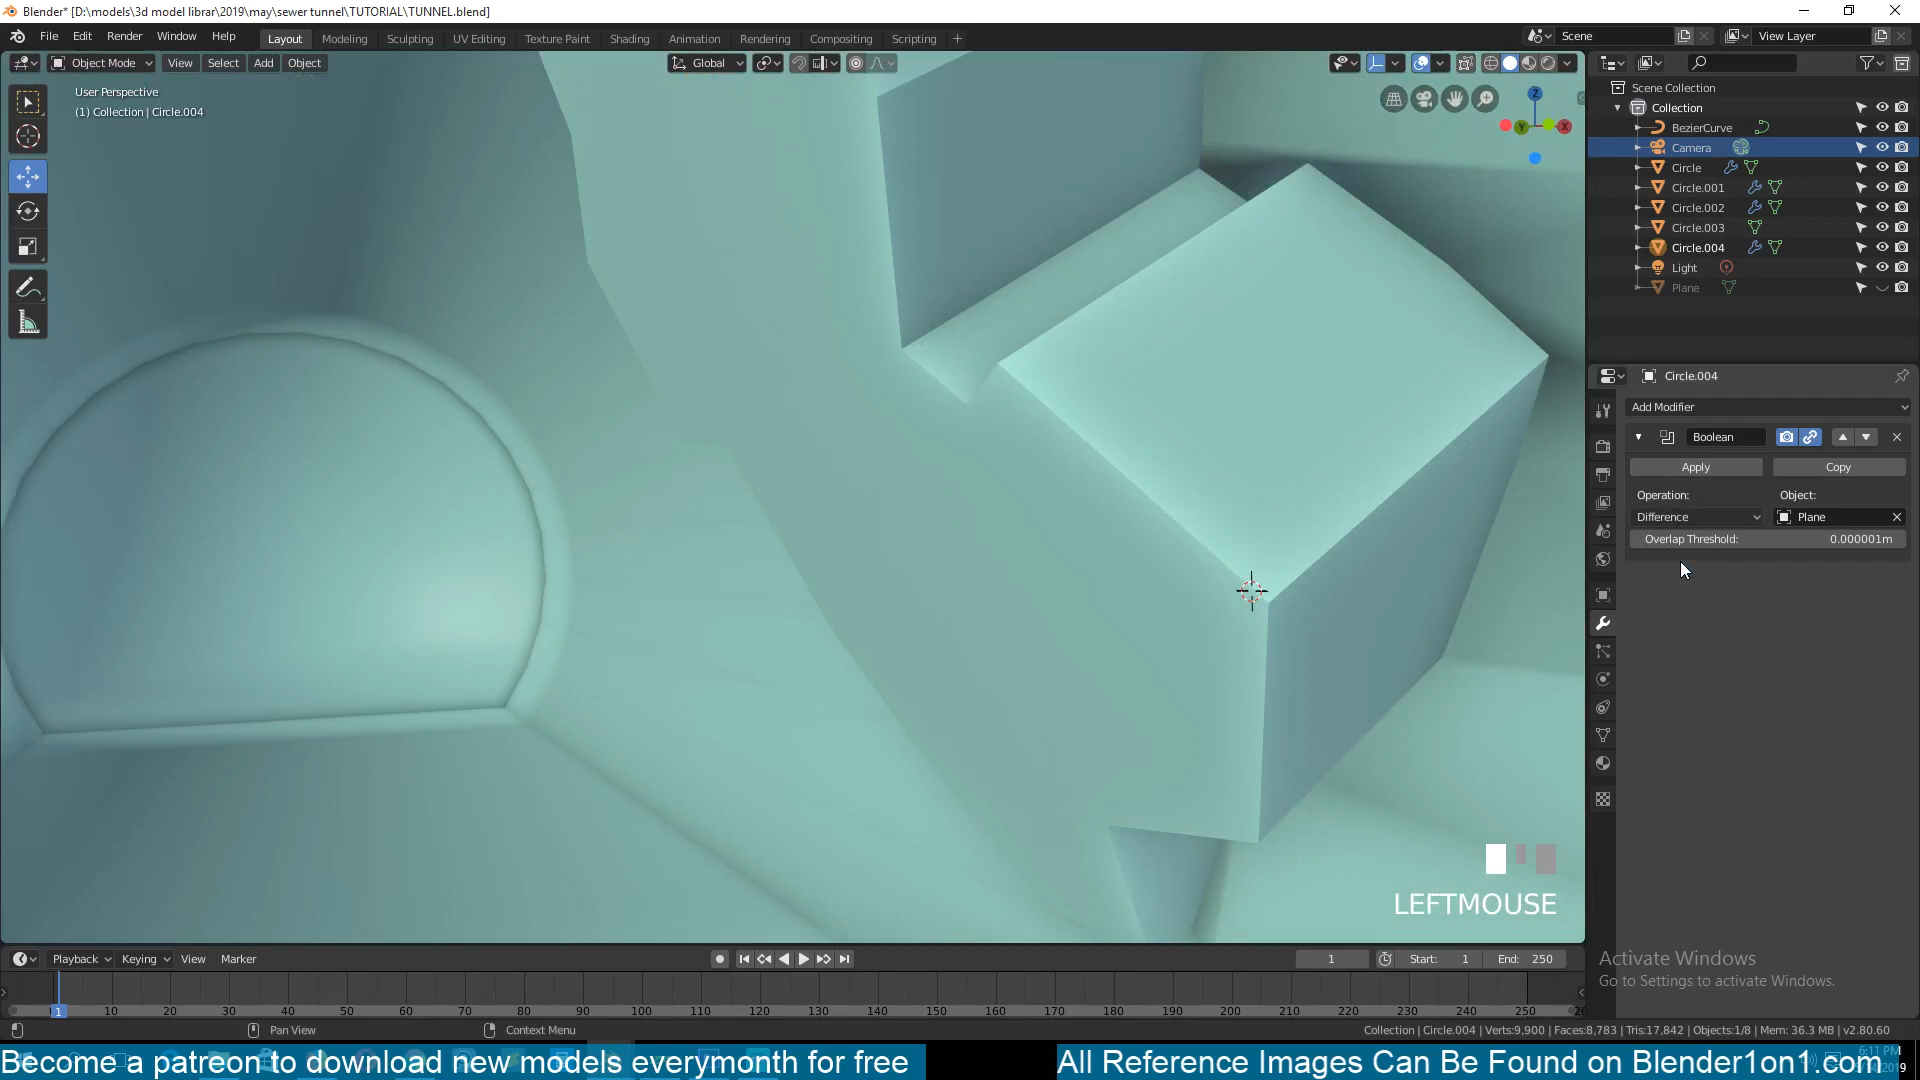 Blender* [D:\models\3d model librar\2019\may\sewer tunnel\TUTORIAL\TUNNEL.blend]
File Edit Render Window Help Layout Modeling Sculpting UV Editing Texture Paint Shading Animation Rendering Compositing Scripting + Scene View Layer
Object Mode View Select Add Object Global
User Perspective
(1) Collection | Circle.004
Z
Y
X
Scene Collection
Collection
BezierCurve
Camera
Circle
Circle.001
Circle.002
Circle.003
Circle.004
Light
Plane
Circle.004
Add Modifier
Boolean
Apply Copy
Operation: Object:
Difference Plane
Overlap Threshold: 0.000001m
LEFTMOUSE
Activate Windows
Go to Settings to activate Windows.
Playback Keying View Marker 1 Start: 1 End: 250
1 10 20 30 40 50 60 70 80 90 100 110 120 130 140 150 160 170 180 190 200 210 220 230 240 250
Pan View Context Menu Collection | Circle.004 | Verts:9,900 | Faces:8,783 | Tris:17,842 | Objects:1/8 | Mem: 36.3 MB | v2.80.60
Become a patreon to download new models everymonth for free All Reference Images Can Be Found on Blender1on1.com
6:11 PM